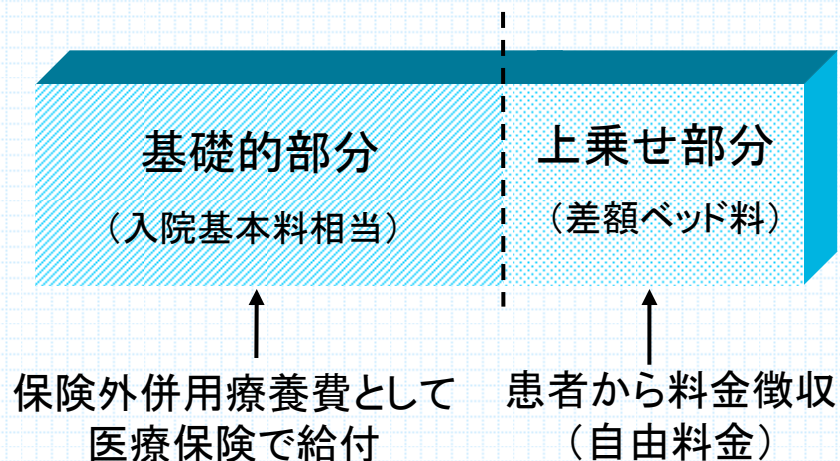 基礎的部分
（入院基本料相当）
上乗せ部分
（差額ベッド料）
保険外併用療養費として
医療保険で給付
患者から料金徴収
（自由料金）